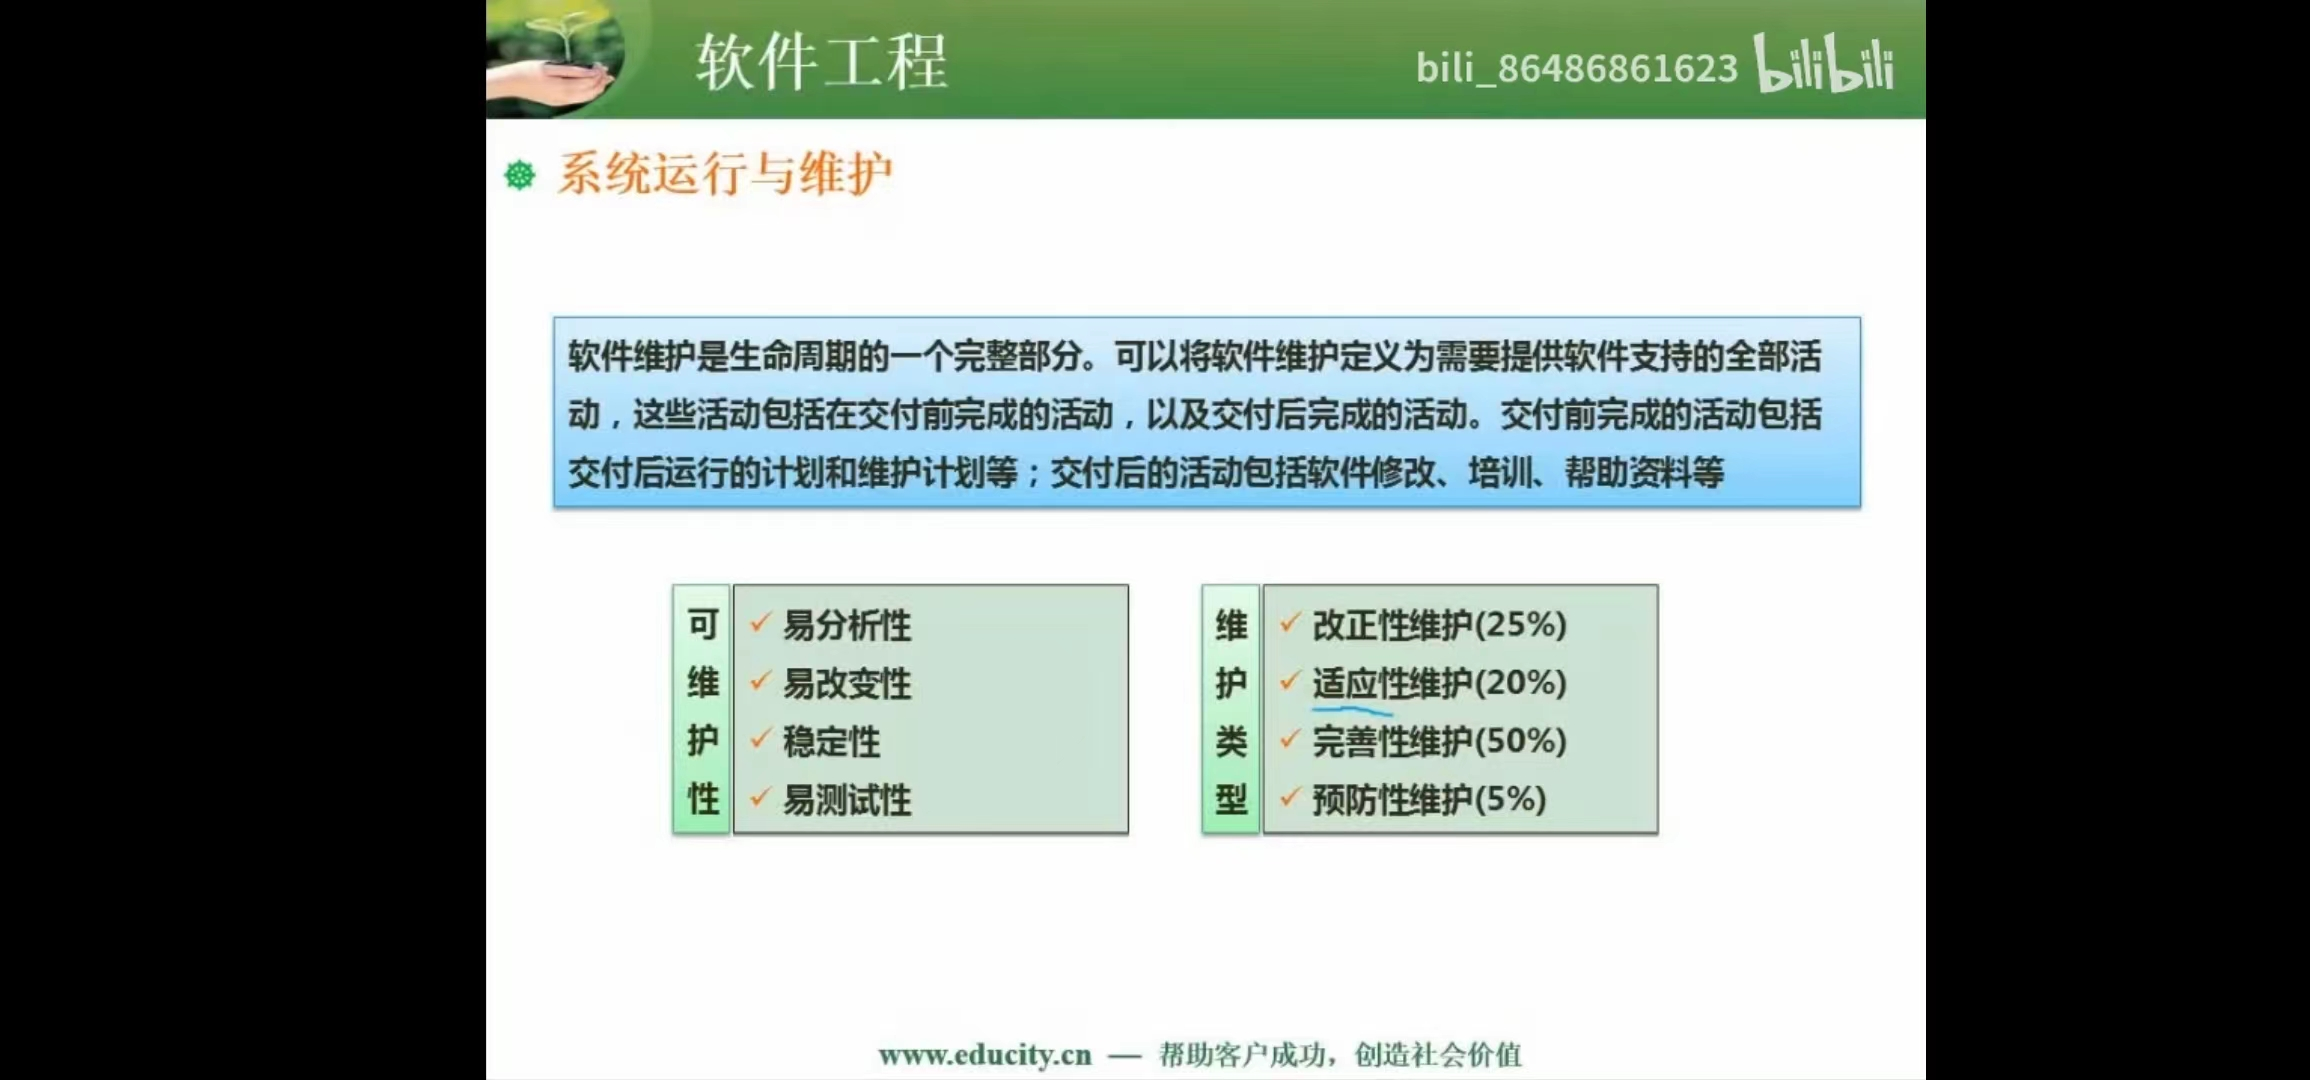 软件工程
bili_86486861623 bilibili
系统运行与维护
软件维护是生命周期的一个完整部分。可以将软件维护定义为需要提供软件支持的全部活
动，这些活动包括在交付前完成的活动，以及交付后完成的活动。交付前完成的活动包括
交付后运行的计划和维护计划等；交付后的活动包括软件修改、培训、帮助资料等
可维护性
✓ 易分析性
✓ 易改变性
✓ 稳定性
✓ 易测试性
维护类型
✓ 改正性维护(25%)
✓ 适应性维护(20%)
✓ 完善性维护(50%)
✓ 预防性维护(5%)
www.educity.cn — 帮助客户成功，创造社会价值